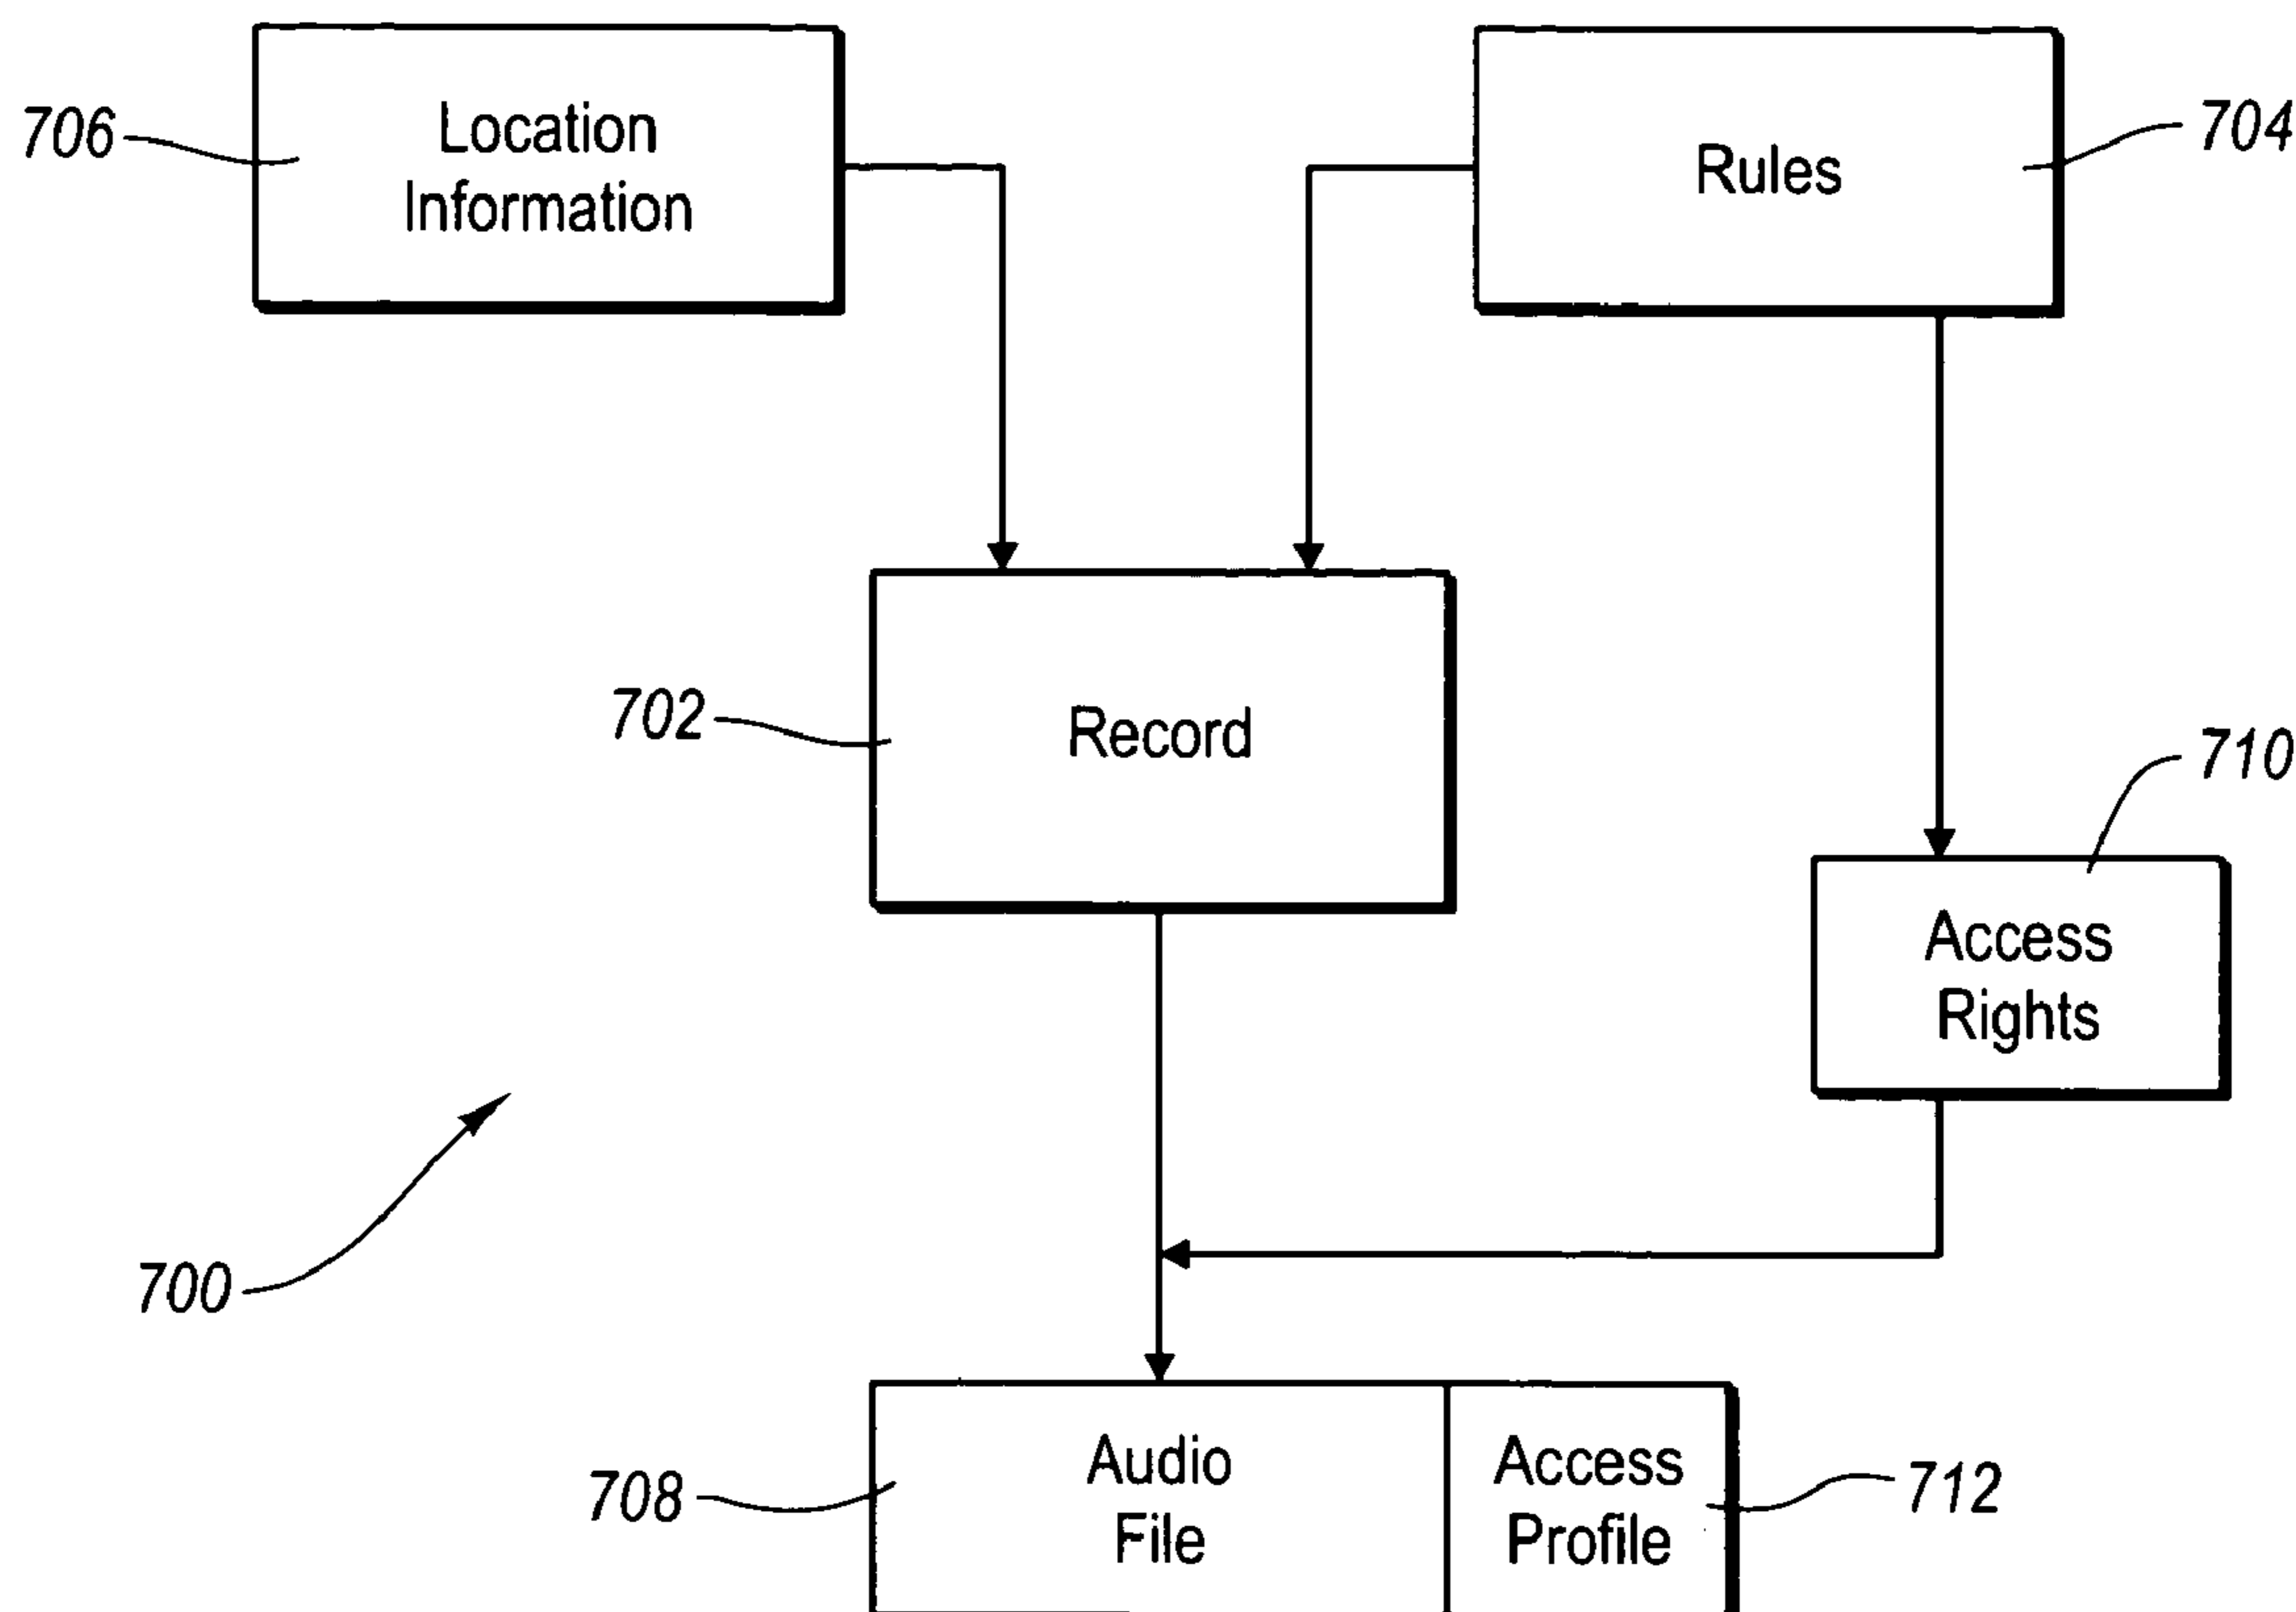 706
Location
Information
Rules
704
702
Record
710
Access
Rights
700
708
Audio
File
Access
Profile
712